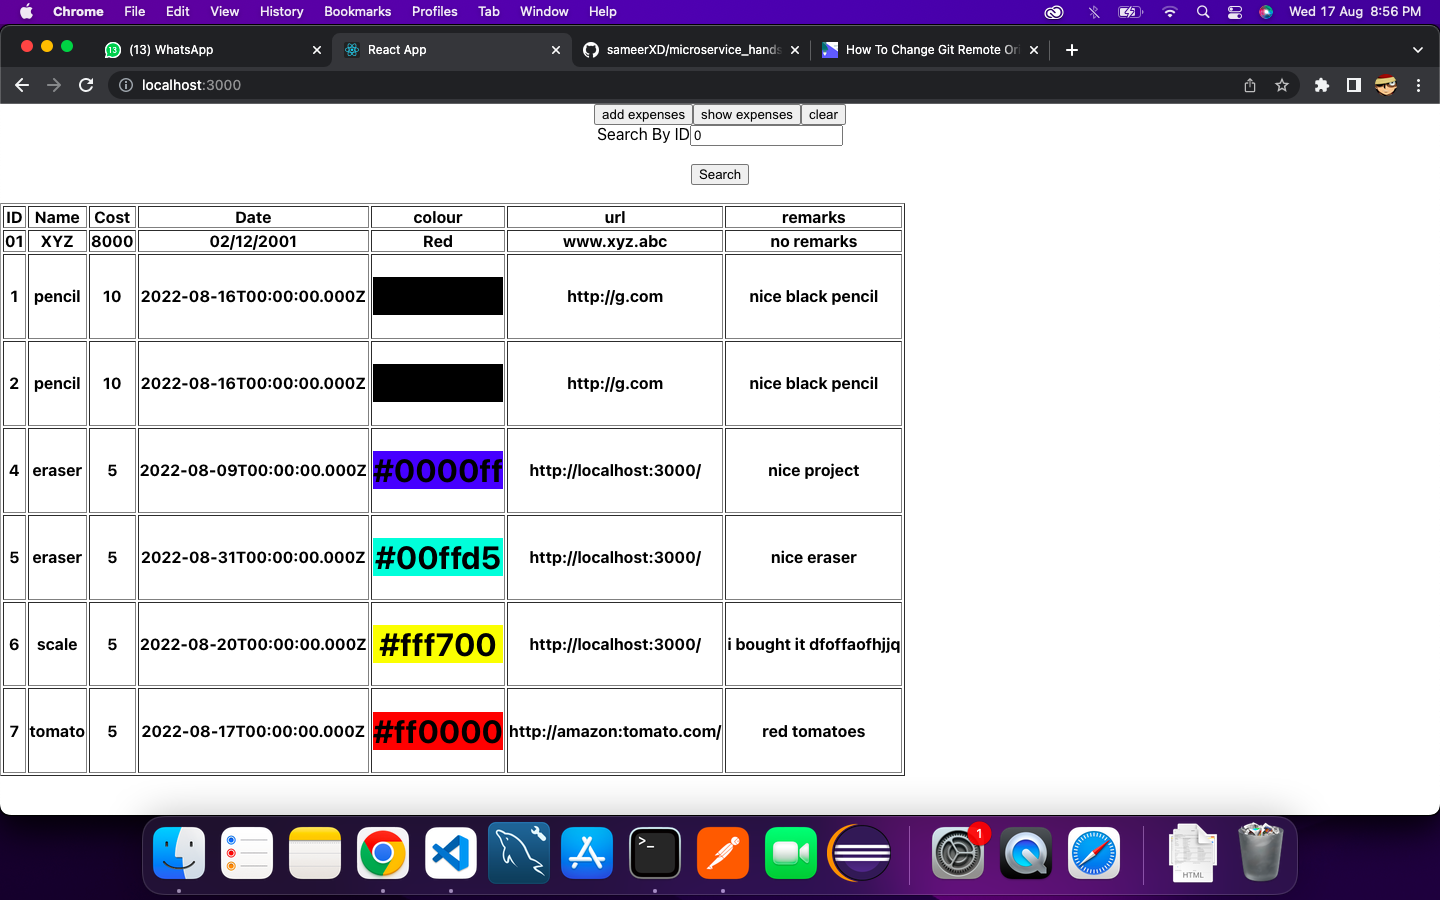 Chrome File Edit View History Bookmarks Profiles Tab Window Help Wed 17 Aug 8:56 PM
13 (13) WhatsApp React App sameerXD/microservice_hands How To Change Git Remote Ori
localhost:3000
add expenses show expenses clear
Search By ID 0
Search
ID Name Cost Date colour url remarks
01 XYZ 8000 02/12/2001 Red www.xyz.abc no remarks
1 pencil 10 2022-08-16T00:00:00.000Z http://g.com nice black pencil
2 pencil 10 2022-08-16T00:00:00.000Z http://g.com nice black pencil
4 eraser 5 2022-08-09T00:00:00.000Z #0000ff http://localhost:3000/ nice project
5 eraser 5 2022-08-31T00:00:00.000Z #00ffd5 http://localhost:3000/ nice eraser
6 scale 5 2022-08-20T00:00:00.000Z #fff700 http://localhost:3000/ i bought it dfoffaofhjjq
7 tomato 5 2022-08-17T00:00:00.000Z #ff0000 http://amazon:tomato.com/ red tomatoes
>_ 1 HTML